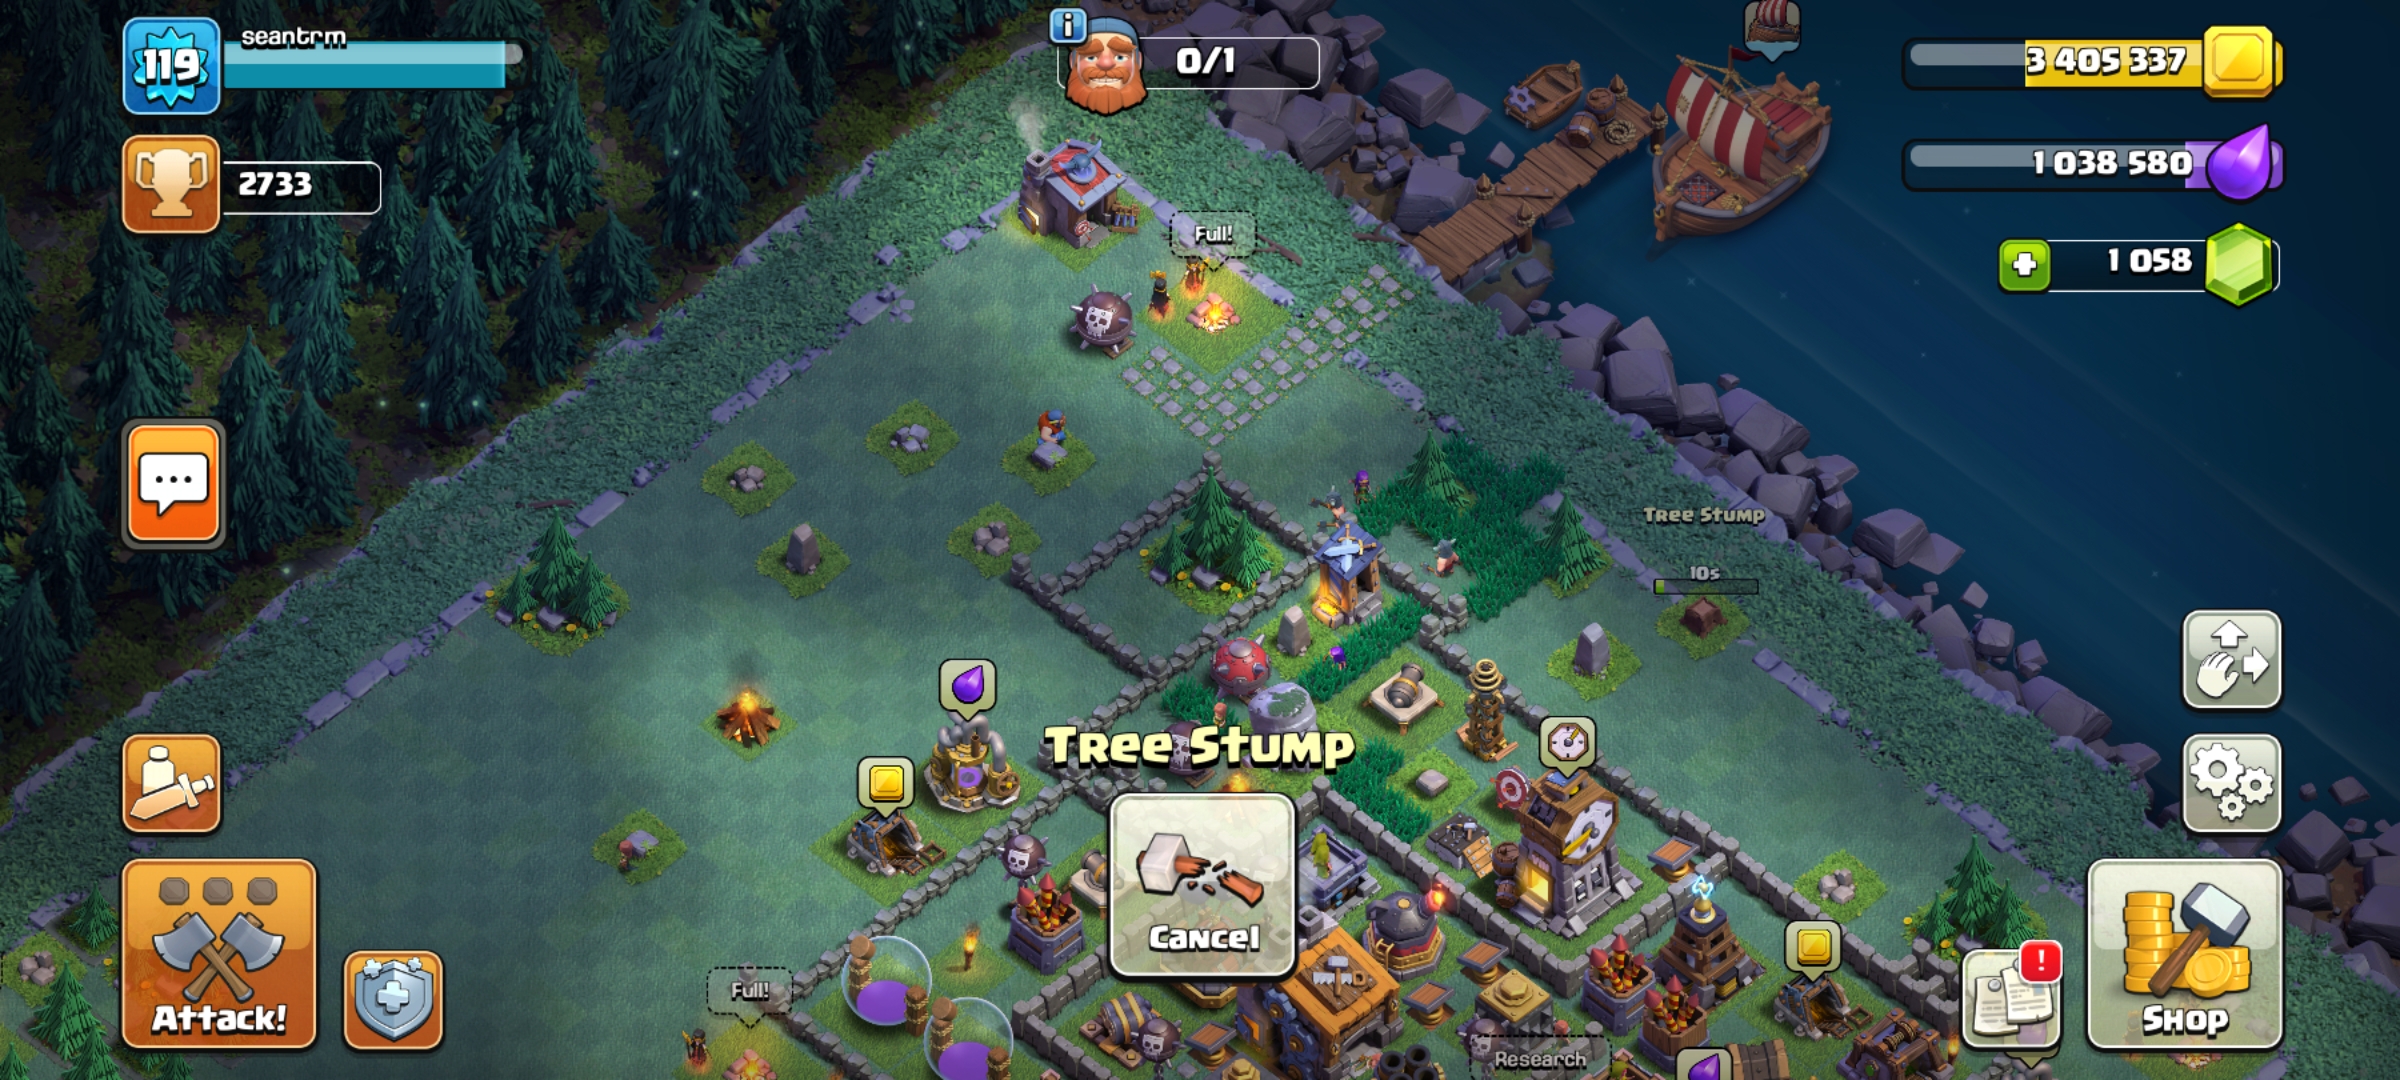 119
seantrm
0/1
3 405 337
2733
1 038 580
Full!
1 058
Tree Stump
10s
Tree Stump
Cancel
Attack!
Full!
!
Shop
Research